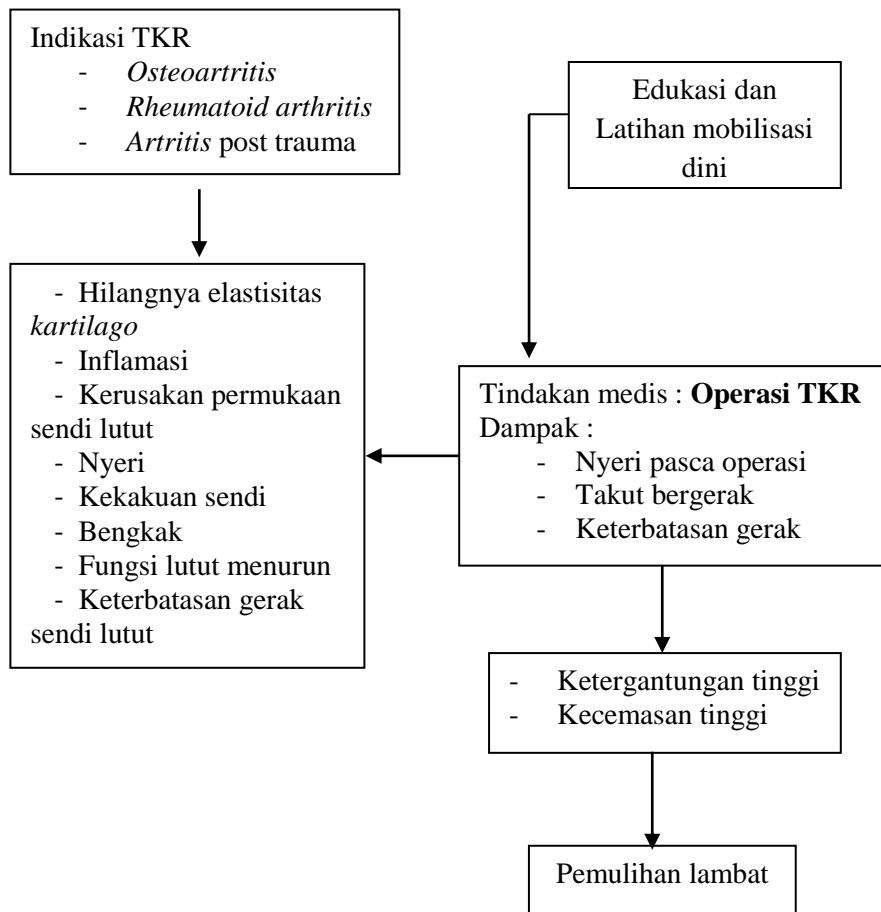 Indikasi TKR
- Osteoartritis
- Rheumatoid arthritis
- Artritis post trauma
Edukasi dan
Latihan mobilisasi
dini
- Hilangnya elastisitas
kartilago
- Inflamasi
- Kerusakan permukaan
sendi lutut
- Nyeri
- Kekakuan sendi
- Bengkak
- Fungsi lutut menurun
- Keterbatasan gerak
sendi lutut
Tindakan medis : Operasi TKR
Dampak :
- Nyeri pasca operasi
- Takut bergerak
- Keterbatasan gerak
- Ketergantungan tinggi
- Kecemasan tinggi
Pemulihan lambat